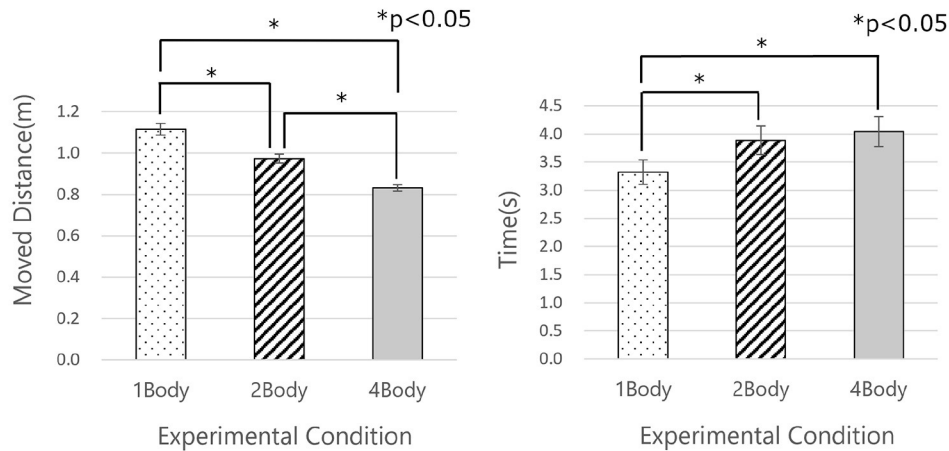 *p<0.05
*
*
*
Moved Distance(m)
1.2
1.0
0.8
0.6
0.4
0.2
0.0
1Body 2Body 4Body
Experimental Condition
*p<0.05
*
*
Time(s)
4.5
4.0
3.5
3.0
2.5
2.0
1.5
1.0
0.5
0.0
1Body 2Body 4Body
Experimental Condition